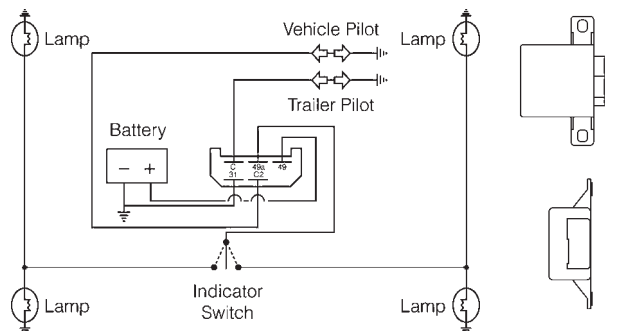 Vehicle Pilot
Lamp
Lamp
Trailer Pilot
Battery
− +
C 49a 49
31 C2
Indicator
Switch
Lamp
Lamp